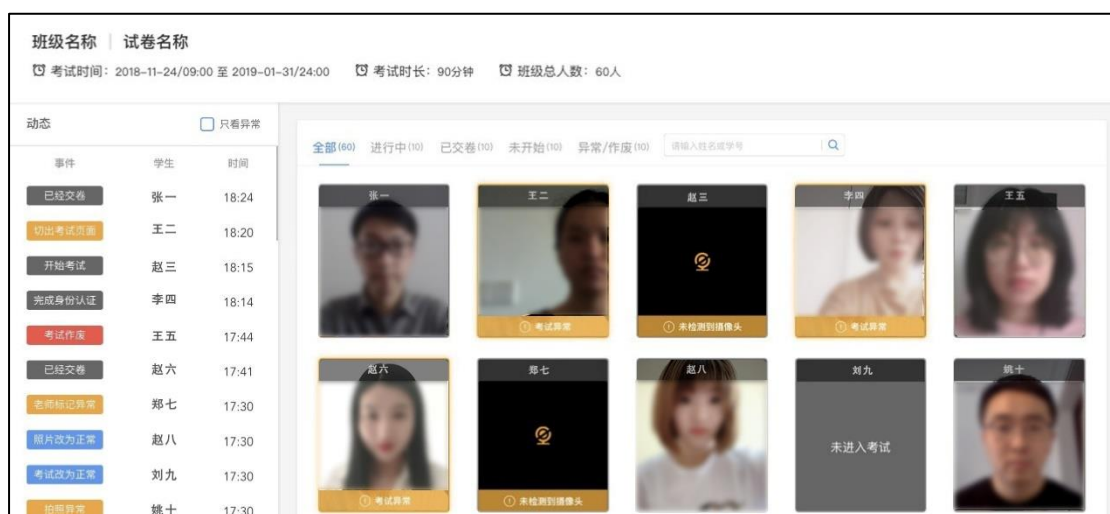 班级名称 | 试卷名称
考试时间：2018-11-24/09:00 至 2019-01-31/24:00 考试时长：90分钟 班级总人数：60人
动态 只看异常
全部(60) 进行中(10) 已交卷(10) 未开始(10) 异常/作废(10) 请输入姓名或学号
事件 学生 时间
已经交卷 张一 18:24
切出考试页面 王二 18:20
开始考试 赵三 18:15
完成身份认证 李四 18:14
考试作废 王五 17:44
已经交卷 赵六 17:41
老师标记异常 郑七 17:30
照片改为正常 赵八 17:30
考试改为正常 刘九 17:30
拍照异常 姚十 17:30
张一 王二 赵三 李四 王五
考试异常 未检测到摄像头 考试异常
赵六 郑七 赵八 刘九 姚十
未进入考试
考试异常 未检测到摄像头